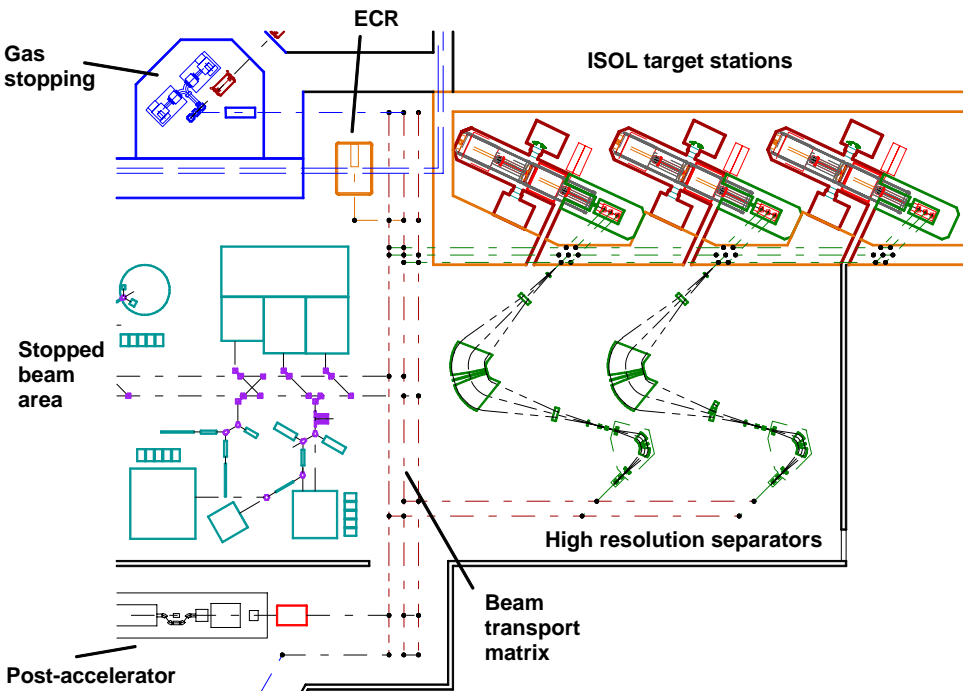 ECR
Gas
stopping
ISOL target stations
Stopped
beam
area
High resolution separators
Beam
transport
matrix
Post-accelerator